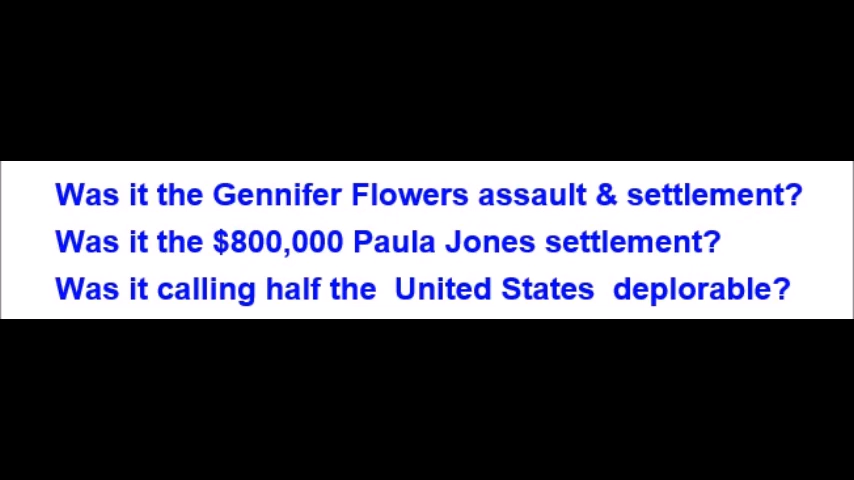 Was it the Gennifer Flowers assault & settlement?
Was it the $800,000 Paula Jones settlement?
Was it calling half the  United States  deplorable?